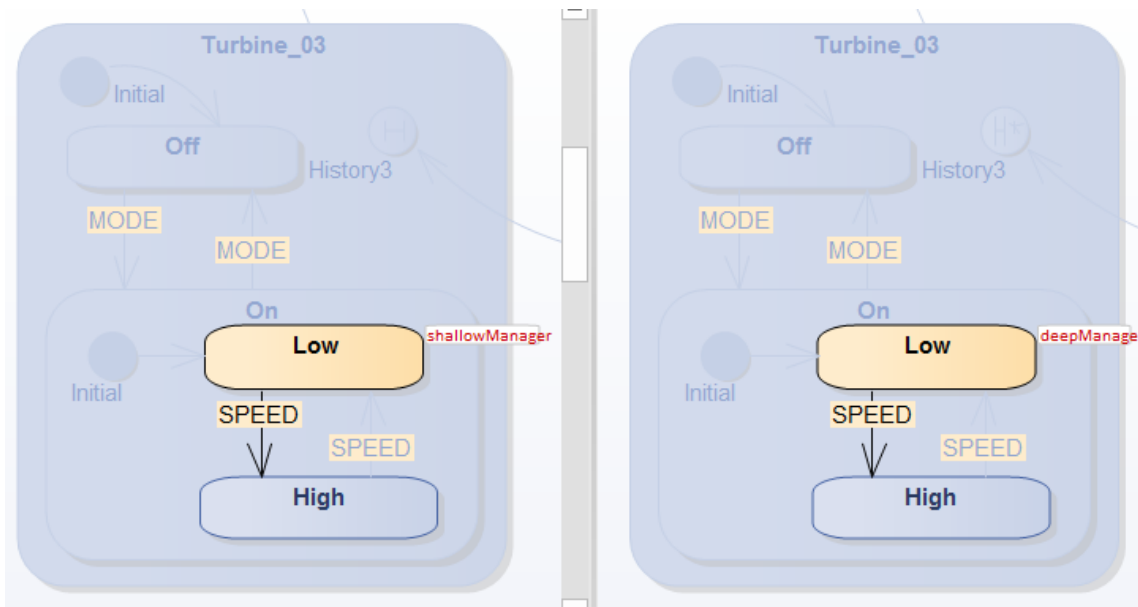 Turbine_03
Initial
Off
H
History3
MODE
MODE
On
Low
shallowManager
Initial
SPEED
SPEED
High
Turbine_03
Initial
Off
H*
History3
MODE
MODE
On
Low
deepManage
Initial
SPEED
SPEED
High